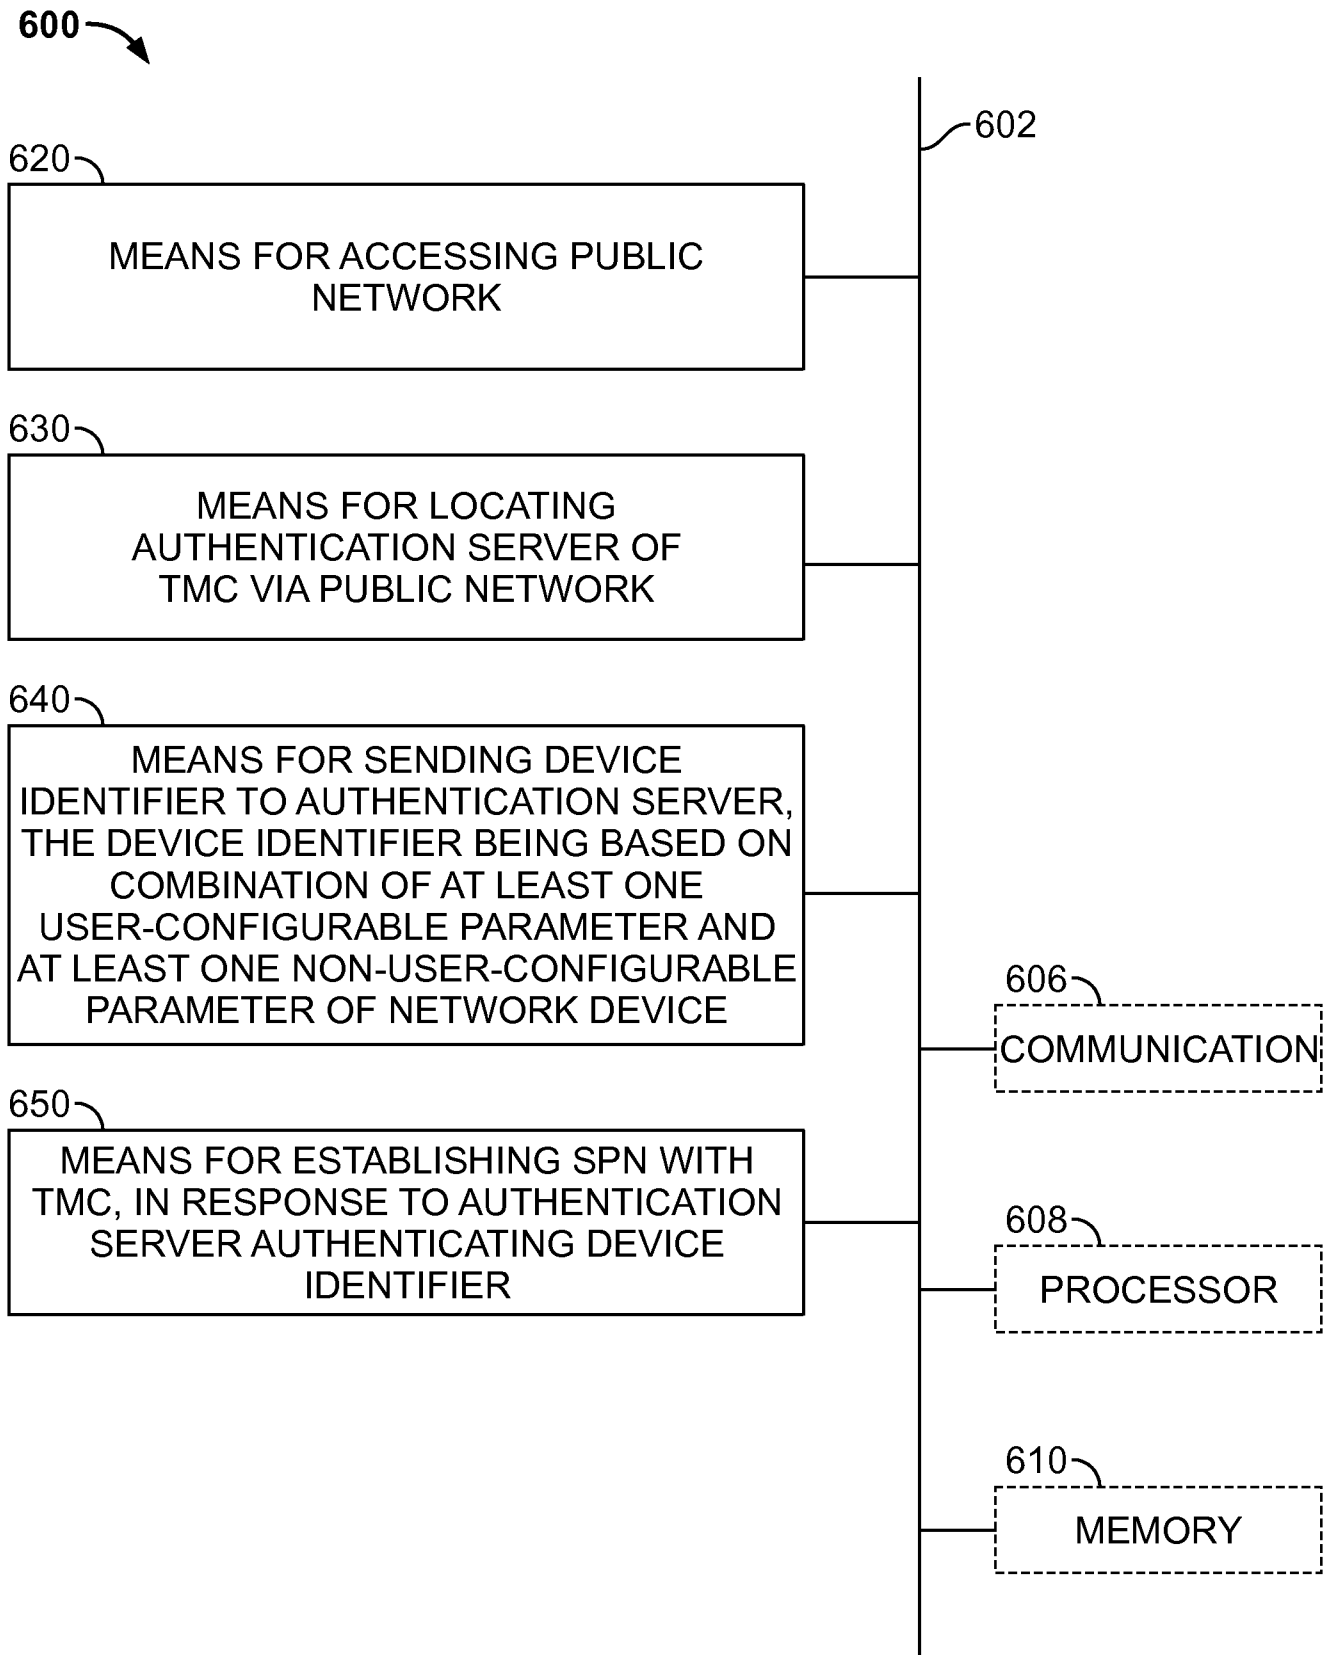 600
602
620
MEANS FOR ACCESSING PUBLIC
NETWORK
630
MEANS FOR LOCATING
AUTHENTICATION SERVER OF
TMC VIA PUBLIC NETWORK
640
MEANS FOR SENDING DEVICE
IDENTIFIER TO AUTHENTICATION SERVER,
THE DEVICE IDENTIFIER BEING BASED ON
COMBINATION OF AT LEAST ONE
USER-CONFIGURABLE PARAMETER AND
AT LEAST ONE NON-USER-CONFIGURABLE
PARAMETER OF NETWORK DEVICE
606
COMMUNICATION
650
MEANS FOR ESTABLISHING SPN WITH
TMC, IN RESPONSE TO AUTHENTICATION
SERVER AUTHENTICATING DEVICE
IDENTIFIER
608
PROCESSOR
610
MEMORY